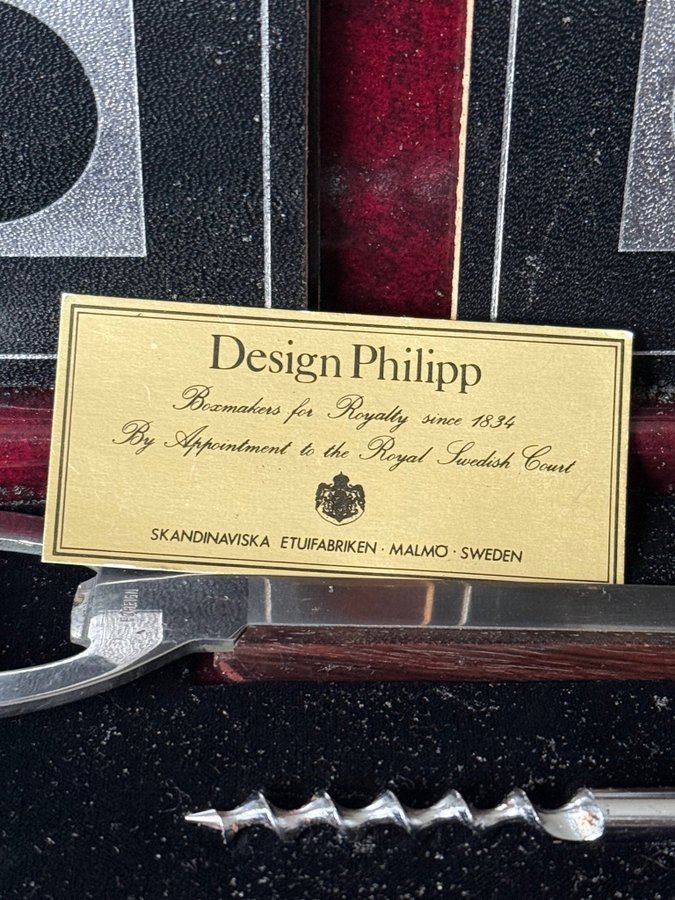 Design Philipp
Boxmakers for Royalty since 1834
By Appointment to the Royal Swedish Court
SKANDINAVISKA ETUIFABRIKEN · MALMÖ · SWEDEN